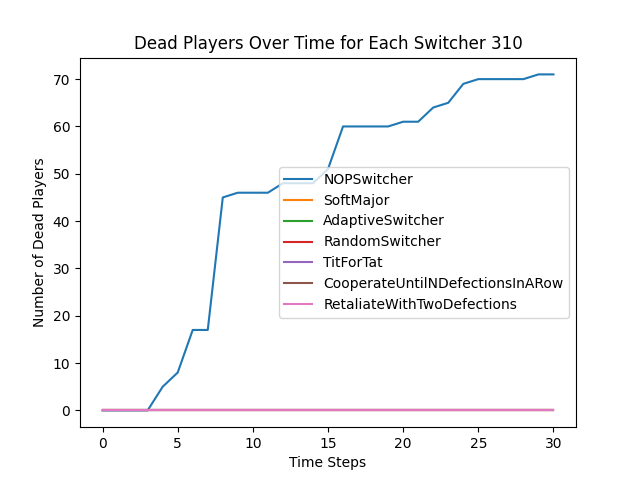 Dead Players Over Time for Each Switcher 310
Number of Dead Players
70
60
50
40
30
20
10
0
NOPSwitcher
SoftMajor
AdaptiveSwitcher
RandomSwitcher
TitForTat
CooperateUntilNDefectionsInARow
RetaliateWithTwoDefections
0 5 10 15 20 25 30
Time Steps